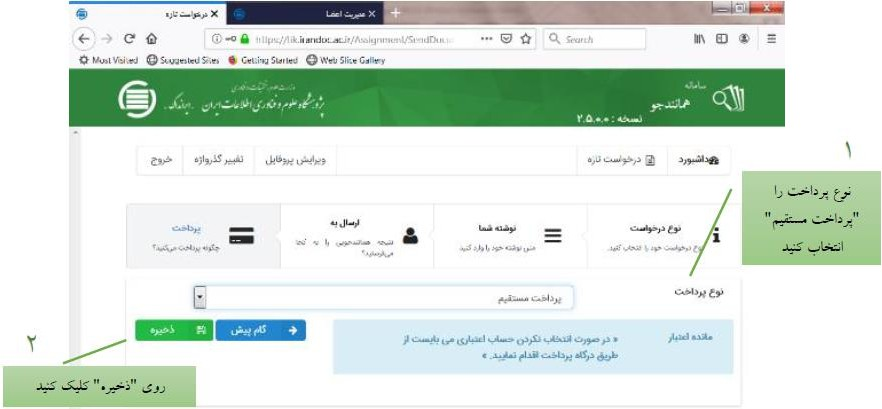 درخواست تازه
مدیریت اعضا
https://tik.irandoc.ac.ir/Assignment/SendDocu
Search
Most Visited
Suggested Sites
Getting Started
Web Slice Gallery
سامانه
همانندجو
نسخه : ۲.۵.۰.۰
پژوهشگاه علوم و فناوری اطلاعات ایران . ایرانداک .
داشبورد
درخواست تازه
ویرایش پروفایل
تغییر گذرواژه
خروج
۱
نوع پرداخت را
"پرداخت مستقیم"
انتخاب کنید
نوع درخواست
نوع درخواست خود را انتخاب کنید.
نوشته شما
متن نوشته خود را وارد کنید
ارسال به
نتیجه همانندجویی را به کجا
می‌فرستید؟
پرداخت
چگونه پرداخت می‌کنید؟
نوع پرداخت
پرداخت مستقیم
مانده اعتبار
« در صورت انتخاب نکردن حساب اعتباری می بایست از
طریق درگاه پرداخت اقدام نمایید. »
گام پیش
ذخیره
۲
روی "ذخیره" کلیک کنید